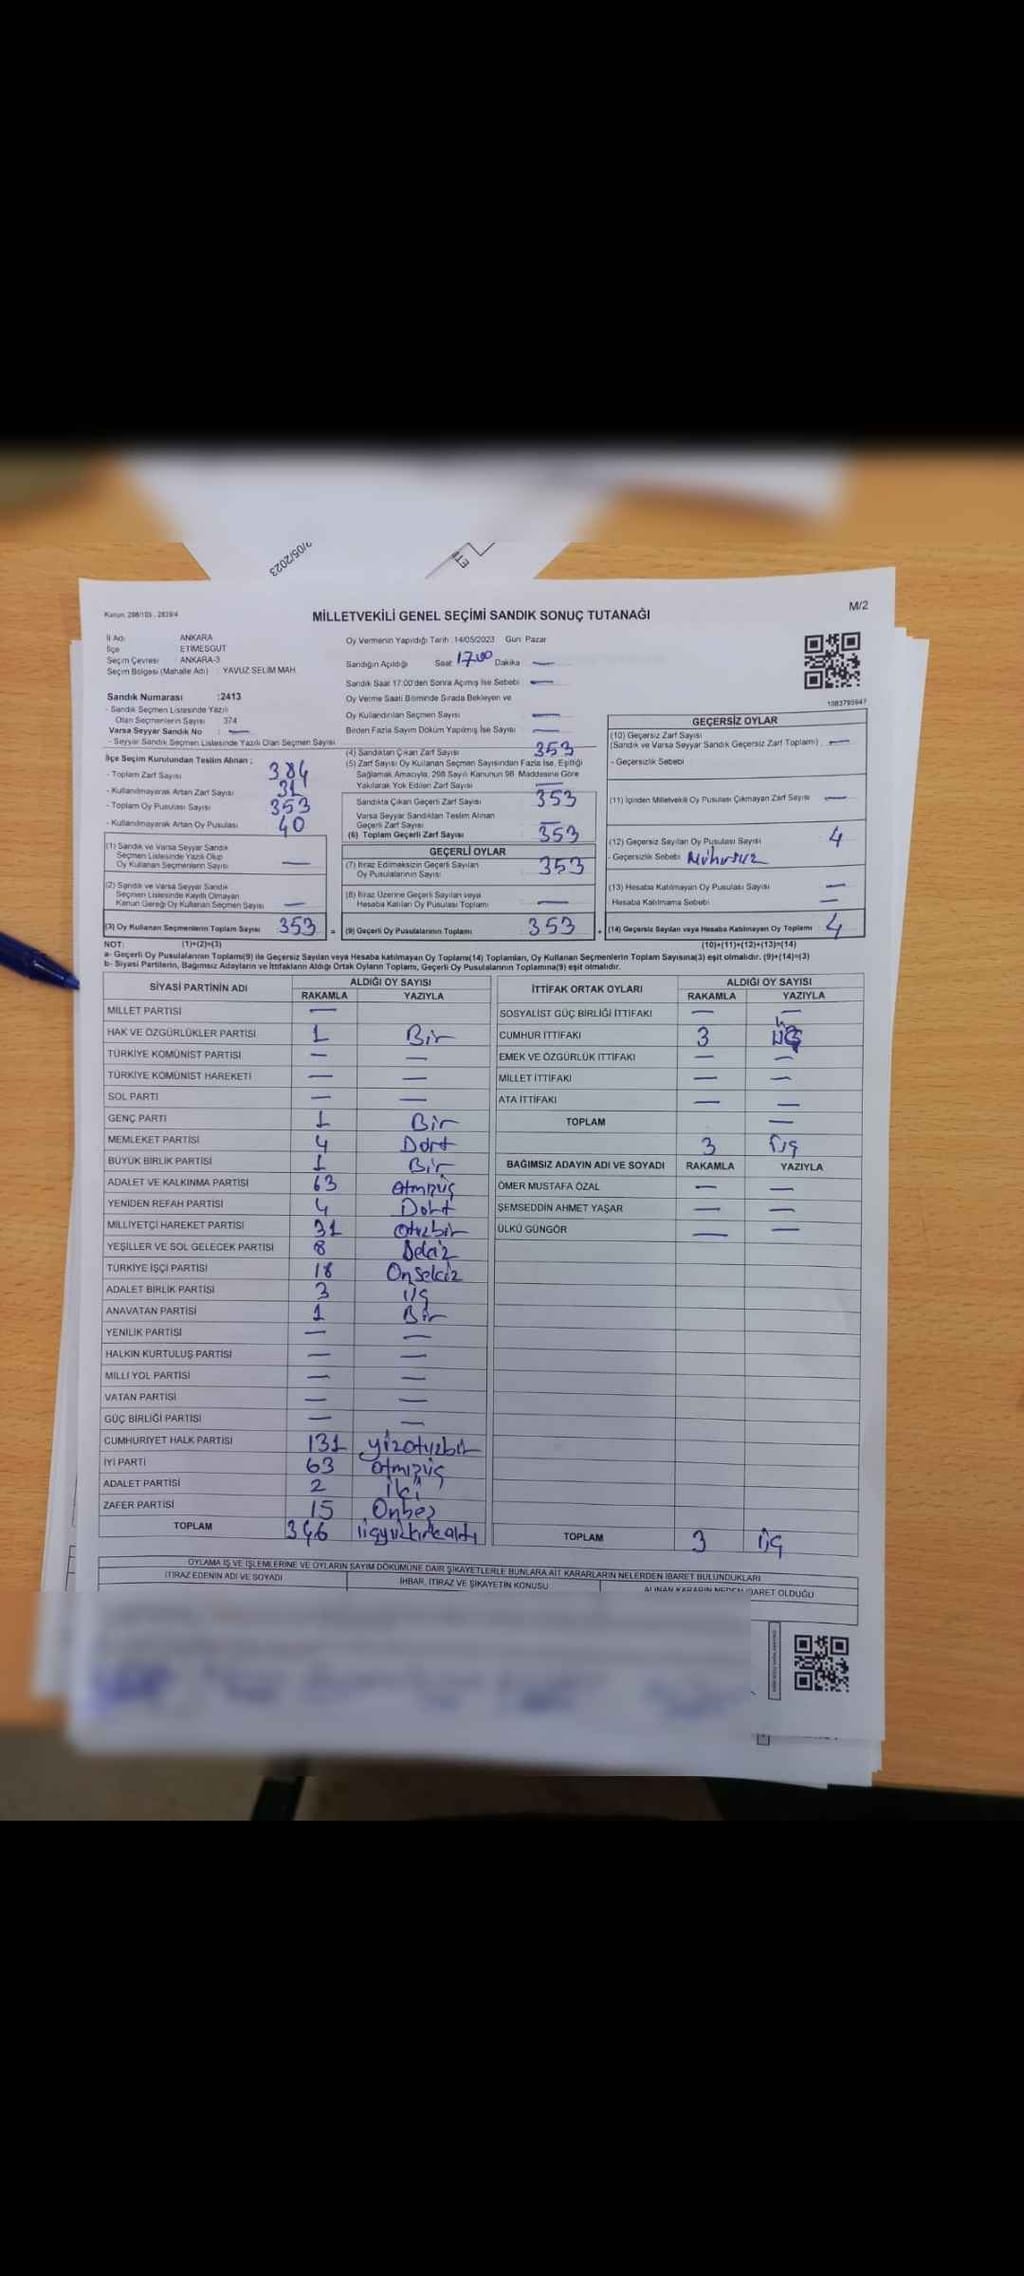 2/05/2023
Kanun: 298/105 , 2839/4
MİLLETVEKİLİ GENEL SEÇİMİ SANDIK SONUÇ TUTANAĞI
M/2
İl Adı ANKARA
İlçe ETİMESGUT
Seçim Çevresi ANKARA-3
Seçim Bölgesi (Mahalle Adı) : YAVUZ SELİM MAH.
Sandık Numarası :2413
- Sandık Seçmen Listesinde Yazılı
Olan Seçmenlerin Sayısı 374
Varsa Seyyar Sandık No : —
- Seyyar Sandık Seçmen Listesinde Yazılı Olan Seçmen Sayısı
İlçe Seçim Kurulundan Teslim Alınan ;
- Toplam Zarf Sayısı 384
- Kullanılmayarak Artan Zarf Sayısı 31
- Toplam Oy Pusulası Sayısı 353
- Kullanılmayarak Artan Oy Pusulası 40
(1) Sandık ve Varsa Seyyar Sandık
Seçmen Listesinde Yazılı Olup
Oy Kullanan Seçmenlerin Sayısı —
(2) Sandık ve Varsa Seyyar Sandık
Seçmen Listesinde Kayıtlı Olmayan
Kanun Gereği Oy Kullanan Seçmen Sayısı —
(3) Oy Kullanan Seçmenlerin Toplam Sayısı 353 =
Oy Vermenin Yapıldığı Tarih :14/05/2023 Gün: Pazar
Sandığın Açıldığı Saat 17.00 Dakika —
Sandık Saat 17:00'den Sonra Açılmış İse Sebebi : —
Oy Verme Saati Bitiminde Sırada Bekleyen ve
Oy Kullandırılan Seçmen Sayısı —
Birden Fazla Sayım Döküm Yapılmış İse Sayısı : —
(4) Sandıktan Çıkan Zarf Sayısı 353
(5) Zarf Sayısı Oy Kullanan Seçmen Sayısından Fazla İse, Eşitliği
Sağlamak Amacıyla, 298 Sayılı Kanunun 98. Maddesine Göre
Yakılarak Yok Edilen Zarf Sayısı —
Sandıkta Çıkan Geçerli Zarf Sayısı 353
Varsa Seyyar Sandıktan Teslim Alınan
Geçerli Zarf Sayısı —
(6) Toplam Geçerli Zarf Sayısı 353
GEÇERLİ OYLAR
(7) İtiraz Edilmeksizin Geçerli Sayılan
Oy Pusulalarının Sayısı 353
(8) İtiraz Üzerine Geçerli Sayılan veya
Hesaba Katılan Oy Pusulası Toplamı —
(9) Geçerli Oy Pusulalarının Toplamı 353 +
1083793947
GEÇERSİZ OYLAR
(10) Geçersiz Zarf Sayısı
(Sandık ve Varsa Seyyar Sandık Geçersiz Zarf Toplamı) —
- Geçersizlik Sebebi
(11) İçinden Milletvekili Oy Pusulası Çıkmayan Zarf Sayısı —
(12) Geçersiz Sayılan Oy Pusulası Sayısı 4
- Geçersizlik Sebebi Mühürsüz
(13) Hesaba Katılmayan Oy Pusulası Sayısı —
Hesaba Katılmama Sebebi —
(14) Geçersiz Sayılan veya Hesaba Katılmayan Oy Toplamı 4
NOT: (1)+(2)=(3) (10)+(11)+(12)+(13)=(14)
a- Geçerli Oy Pusulalarının Toplamı(9) ile Geçersiz Sayılan veya Hesaba katılmayan Oy Toplamı(14) Toplamları, Oy Kullanan Seçmenlerin Toplam Sayısına(3) eşit olmalıdır. (9)+(14)=(3)
b- Siyasi Partilerin, Bağımsız Adayların ve İttifakların Aldığı Ortak Oyların Toplamı, Geçerli Oy Pusulalarının Toplamına(9) eşit olmalıdır.
SİYASİ PARTİNİN ADI ALDIĞI OY SAYISI
RAKAMLA YAZIYLA
MİLLET PARTİSİ —
HAK VE ÖZGÜRLÜKLER PARTİSİ 1 Bir
TÜRKİYE KOMÜNİST PARTİSİ — —
TÜRKİYE KOMÜNİST HAREKETİ — —
SOL PARTİ — —
GENÇ PARTİ 1 Bir
MEMLEKET PARTİSİ 4 Dört
BÜYÜK BİRLİK PARTİSİ 1 Bir
ADALET VE KALKINMA PARTİSİ 63 Atmışüç
YENİDEN REFAH PARTİSİ 4 Dört
MİLLİYETÇİ HAREKET PARTİSİ 31 Otuzbir
YEŞİLLER VE SOL GELECEK PARTİSİ 8 Sekiz
TÜRKİYE İŞÇİ PARTİSİ 18 Onsekiz
ADALET BİRLİK PARTİSİ 3 Üç
ANAVATAN PARTİSİ 1 Bir
YENİLİK PARTİSİ — —
HALKIN KURTULUŞ PARTİSİ — —
MİLLİ YOL PARTİSİ — —
VATAN PARTİSİ — —
GÜÇ BİRLİĞİ PARTİSİ — —
CUMHURİYET HALK PARTİSİ 131 yüzotuzbir
İYİ PARTİ 63 Atmışüç
ADALET PARTİSİ 2 İki
ZAFER PARTİSİ 15 Onbeş
TOPLAM 346 üçyüzkırkaltı
İTTİFAK ORTAK OYLARI ALDIĞI OY SAYISI
RAKAMLA YAZIYLA
SOSYALİST GÜÇ BİRLİĞİ İTTİFAKI — —
CUMHUR İTTİFAKI 3 üç
EMEK VE ÖZGÜRLÜK İTTİFAKI — —
MİLLET İTTİFAKI — —
ATA İTTİFAKI — —
TOPLAM —
3 Üç
BAĞIMSIZ ADAYIN ADI VE SOYADI RAKAMLA YAZIYLA
ÖMER MUSTAFA ÖZAL — —
ŞEMSEDDİN AHMET YAŞAR — —
ÜLKÜ GÜNGÖR — —
TOPLAM 3 üç
OYLAMA İŞ VE İŞLEMLERİNE VE OYLARIN SAYIM DÖKÜMÜNE DAİR ŞİKAYETLERLE BUNLARA AİT KARARLARIN NELERDEN İBARET BULUNDUKLARI
İTİRAZ EDENİN ADI VE SOYADI
İHBAR, İTİRAZ VE ŞİKAYETİN KONUSU
ALINAN KARARIN NEDEN İBARET OLDUĞU